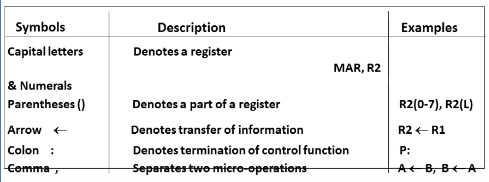 Symbols Description Examples
Capital letters Denotes a register
MAR, R2
& Numerals
Parentheses () Denotes a part of a register R2(0-7), R2(L)
Arrow ← Denotes transfer of information R2 ← R1
Colon : Denotes termination of control function P:
Comma , Separates two micro-operations A ← B, B ← A